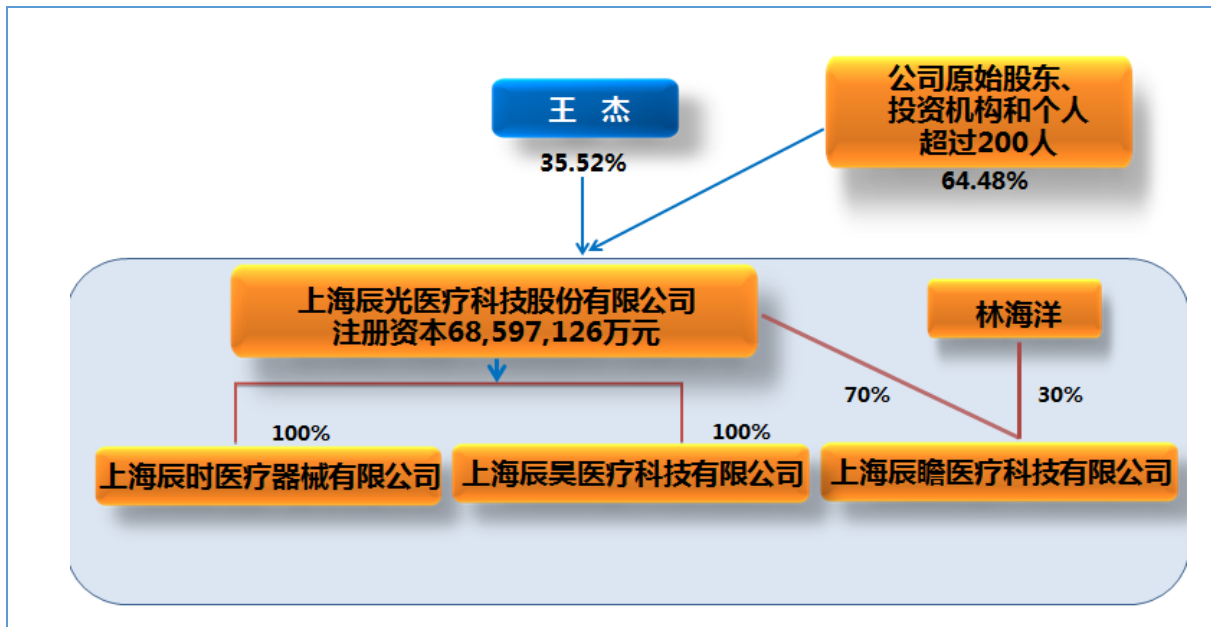 王 杰
35.52%
公司原始股东、
投资机构和个人
超过200人
64.48%
上海辰光医疗科技股份有限公司
注册资本68,597,126万元
林海洋
70%
30%
100%
100%
上海辰时医疗器械有限公司
上海辰昊医疗科技有限公司
上海辰瞻医疗科技有限公司